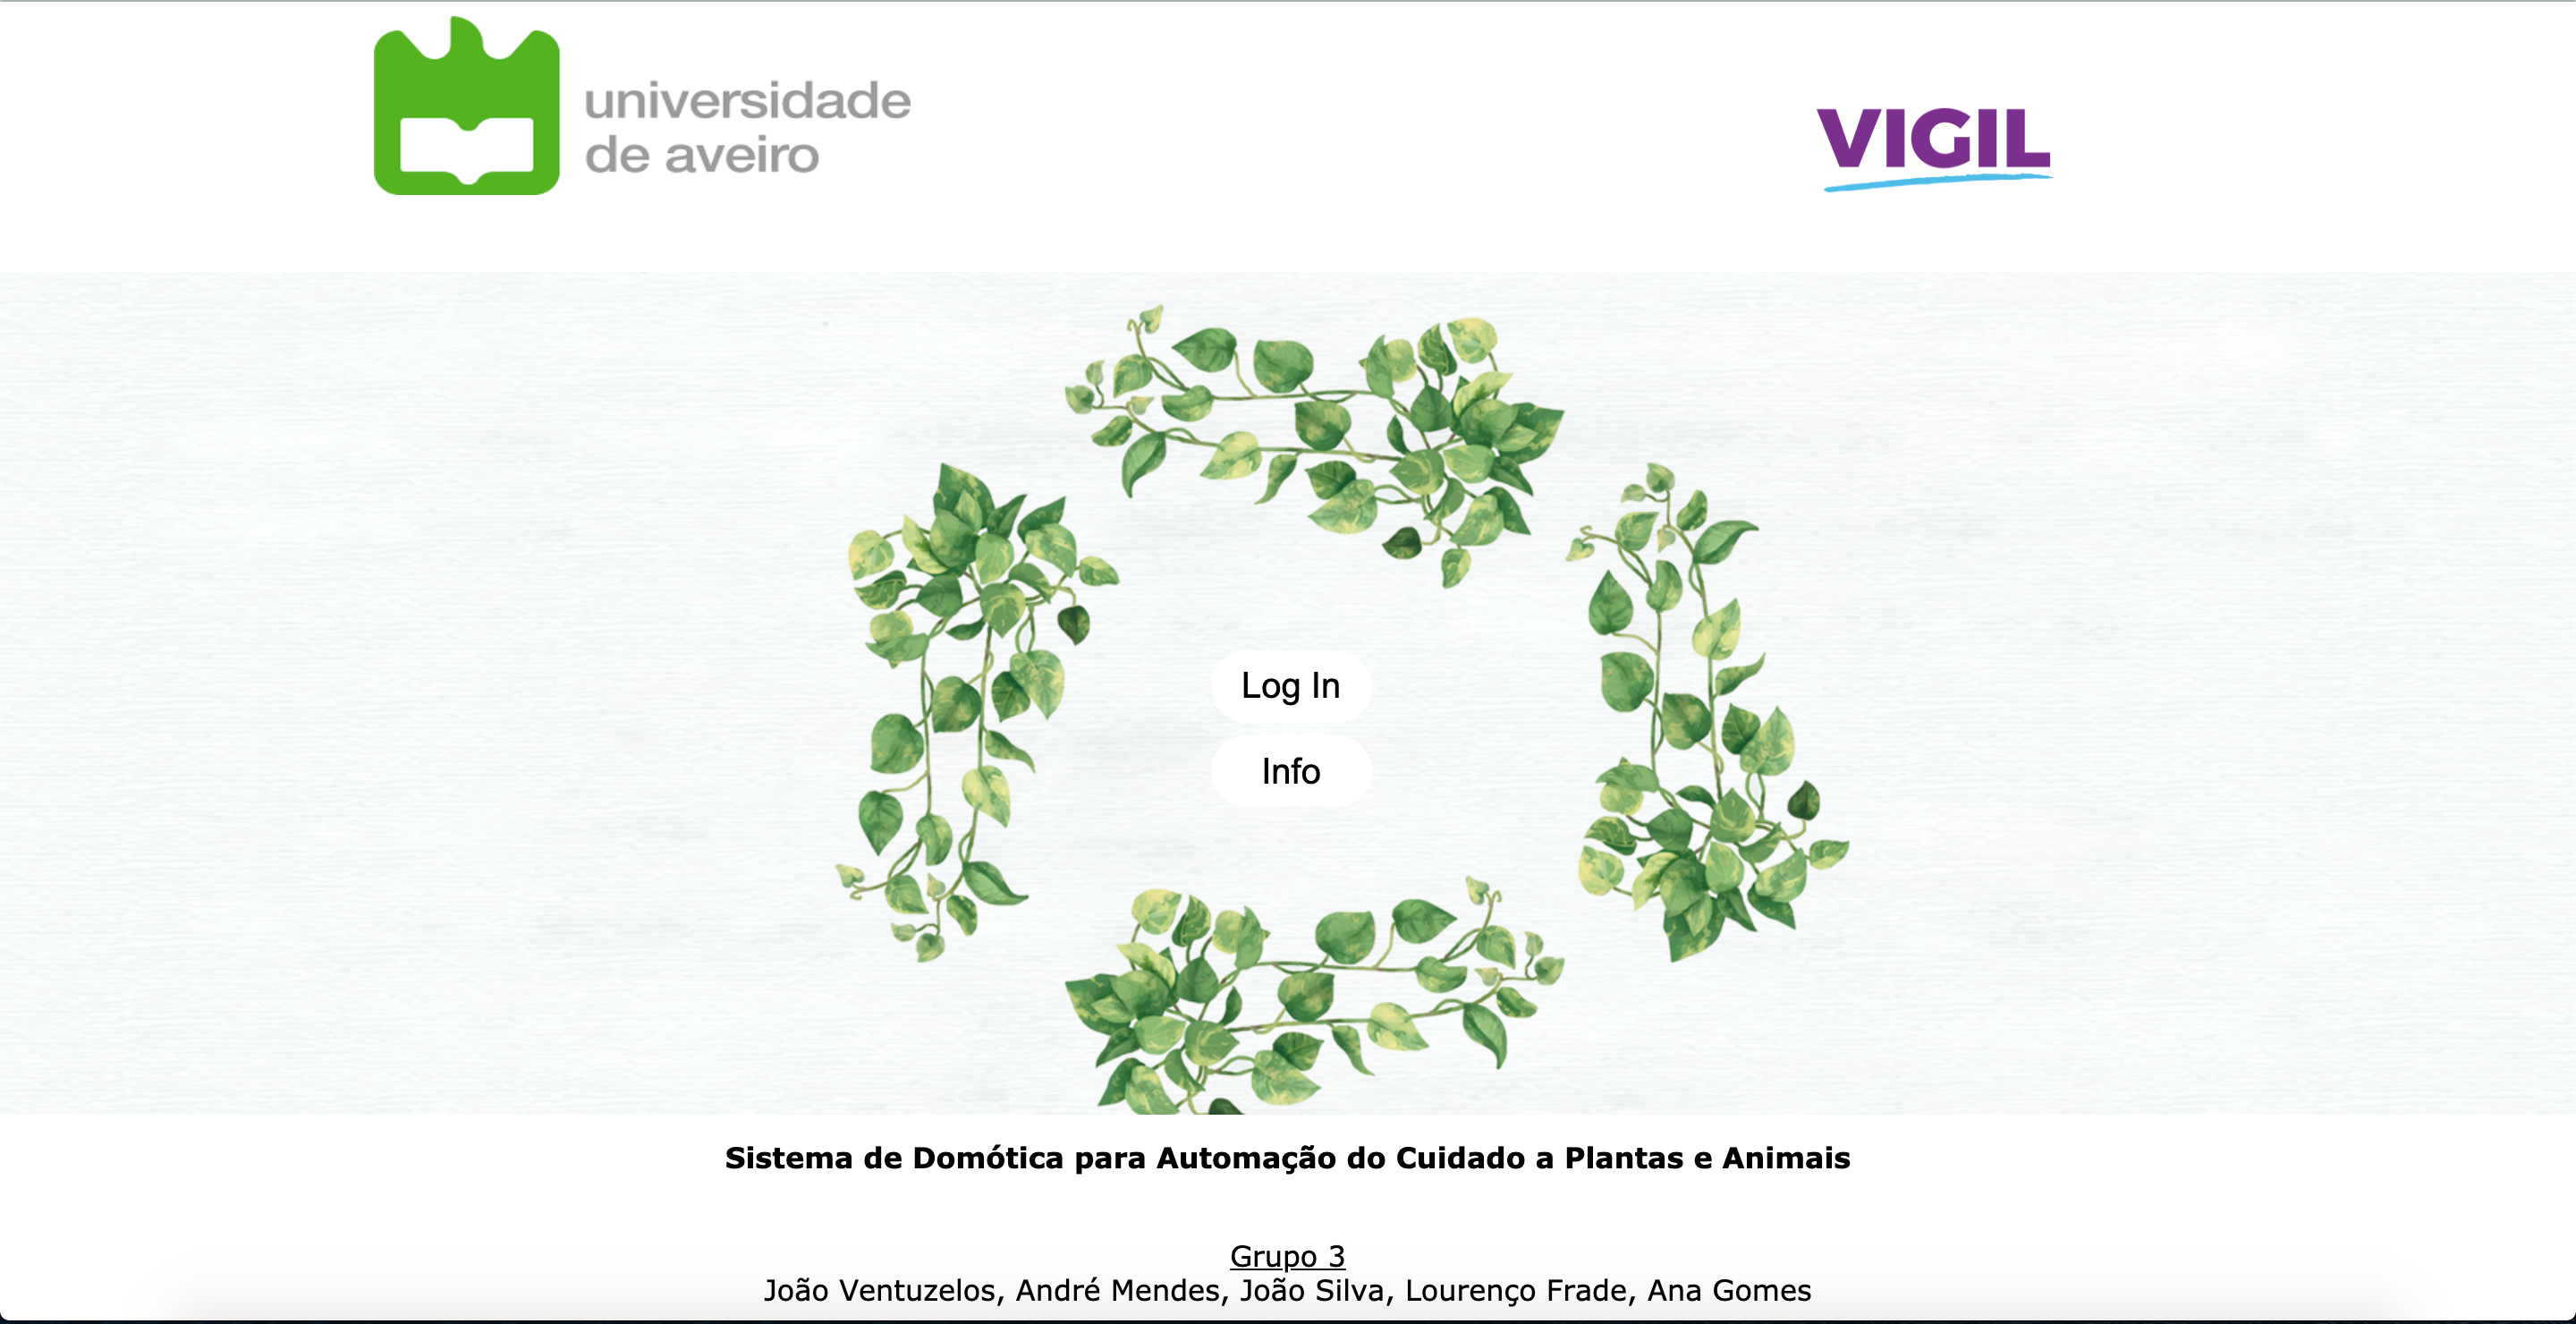 universidade
de aveiro
VIGIL
Log In
Info
Sistema de Domótica para Automação do Cuidado a Plantas e Animais
Grupo 3
João Ventuzelos, André Mendes, João Silva, Lourenço Frade, Ana Gomes